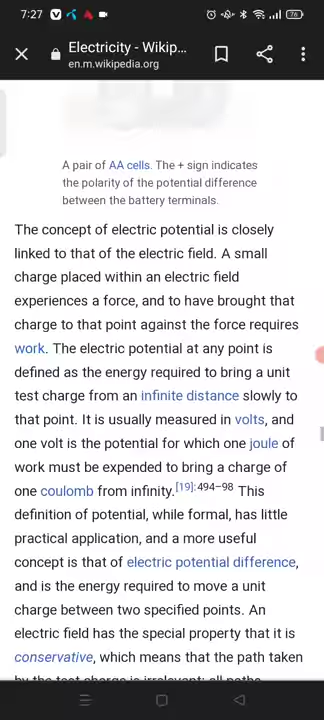 7:27
76
Electricity - Wikip...
en.m.wikipedia.org
A pair of AA cells. The + sign indicates
the polarity of the potential difference
between the battery terminals.
The concept of electric potential is closely
linked to that of the electric field. A small
charge placed within an electric field
experiences a force, and to have brought that
charge to that point against the force requires
work. The electric potential at any point is
defined as the energy required to bring a unit
test charge from an infinite distance slowly to
that point. It is usually measured in volts, and
one volt is the potential for which one joule of
work must be expended to bring a charge of
one coulomb from infinity.[19]:494–98 This
definition of potential, while formal, has little
practical application, and a more useful
concept is that of electric potential difference,
and is the energy required to move a unit
charge between two specified points. An
electric field has the special property that it is
conservative, which means that the path taken
by the test charge is irrelevant: all paths